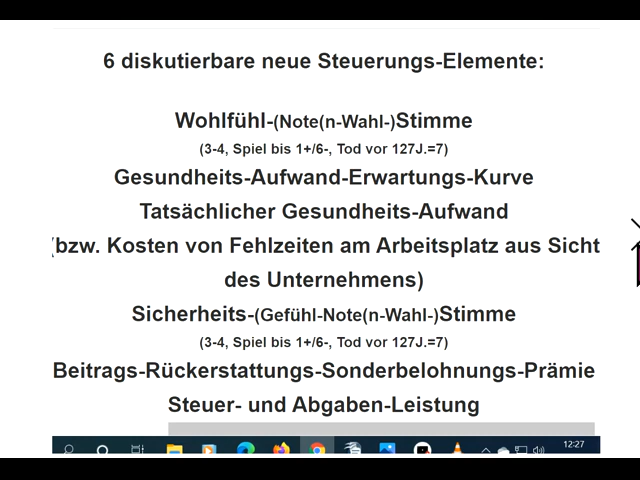 6 diskutierbare neue Steuerungs-Elemente:
Wohlfühl-(Note(n-Wahl-)Stimme
(3-4, Spiel bis 1+/6-, Tod vor 127J.=7)
Gesundheits-Aufwand-Erwartungs-Kurve
Tatsächlicher Gesundheits-Aufwand
(bzw. Kosten von Fehlzeiten am Arbeitsplatz aus Sicht
des Unternehmens)
Sicherheits-(Gefühl-Note(n-Wahl-)Stimme
(3-4, Spiel bis 1+/6-, Tod vor 127J.=7)
Beitrags-Rückerstattungs-Sonderbelohnungs-Prämie
Steuer- und Abgaben-Leistung
12:27